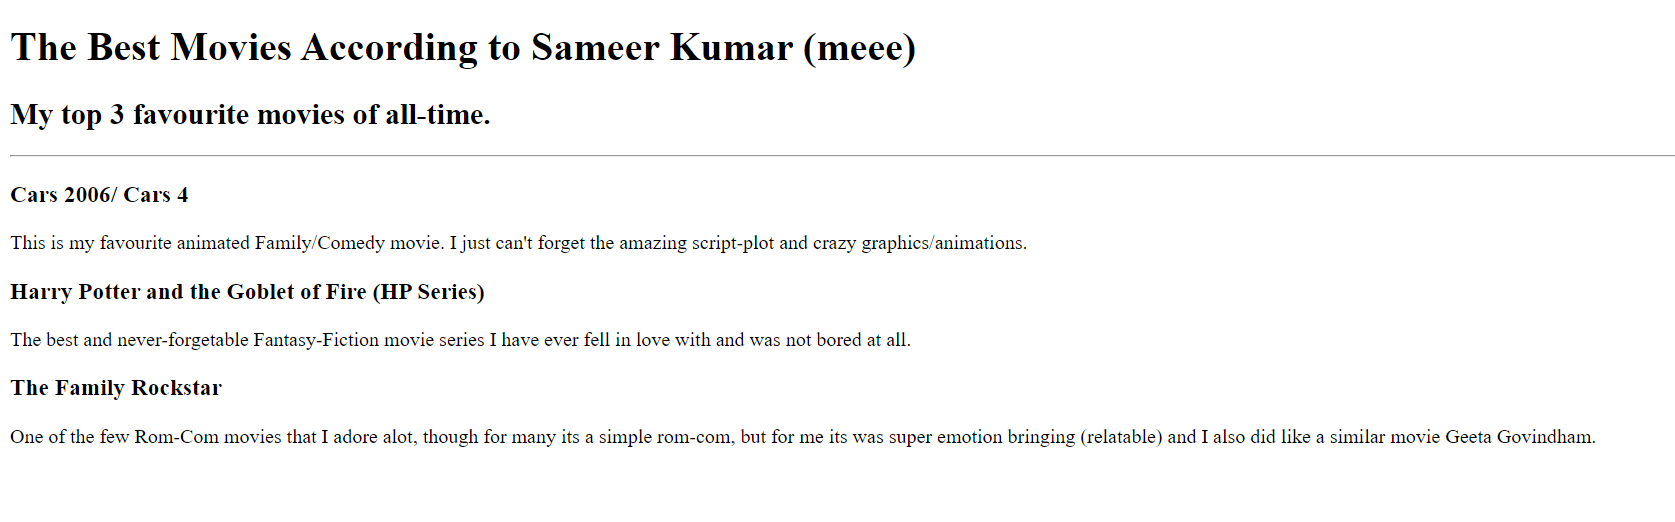 The Best Movies According to Sameer Kumar (meee)
My top 3 favourite movies of all-time.
Cars 2006/ Cars 4
This is my favourite animated Family/Comedy movie. I just can't forget the amazing script-plot and crazy graphics/animations.
Harry Potter and the Goblet of Fire (HP Series)
The best and never-forgetable Fantasy-Fiction movie series I have ever fell in love with and was not bored at all.
The Family Rockstar
One of the few Rom-Com movies that I adore alot, though for many its a simple rom-com, but for me its was super emotion bringing (relatable) and I also did like a similar movie Geeta Govindham.